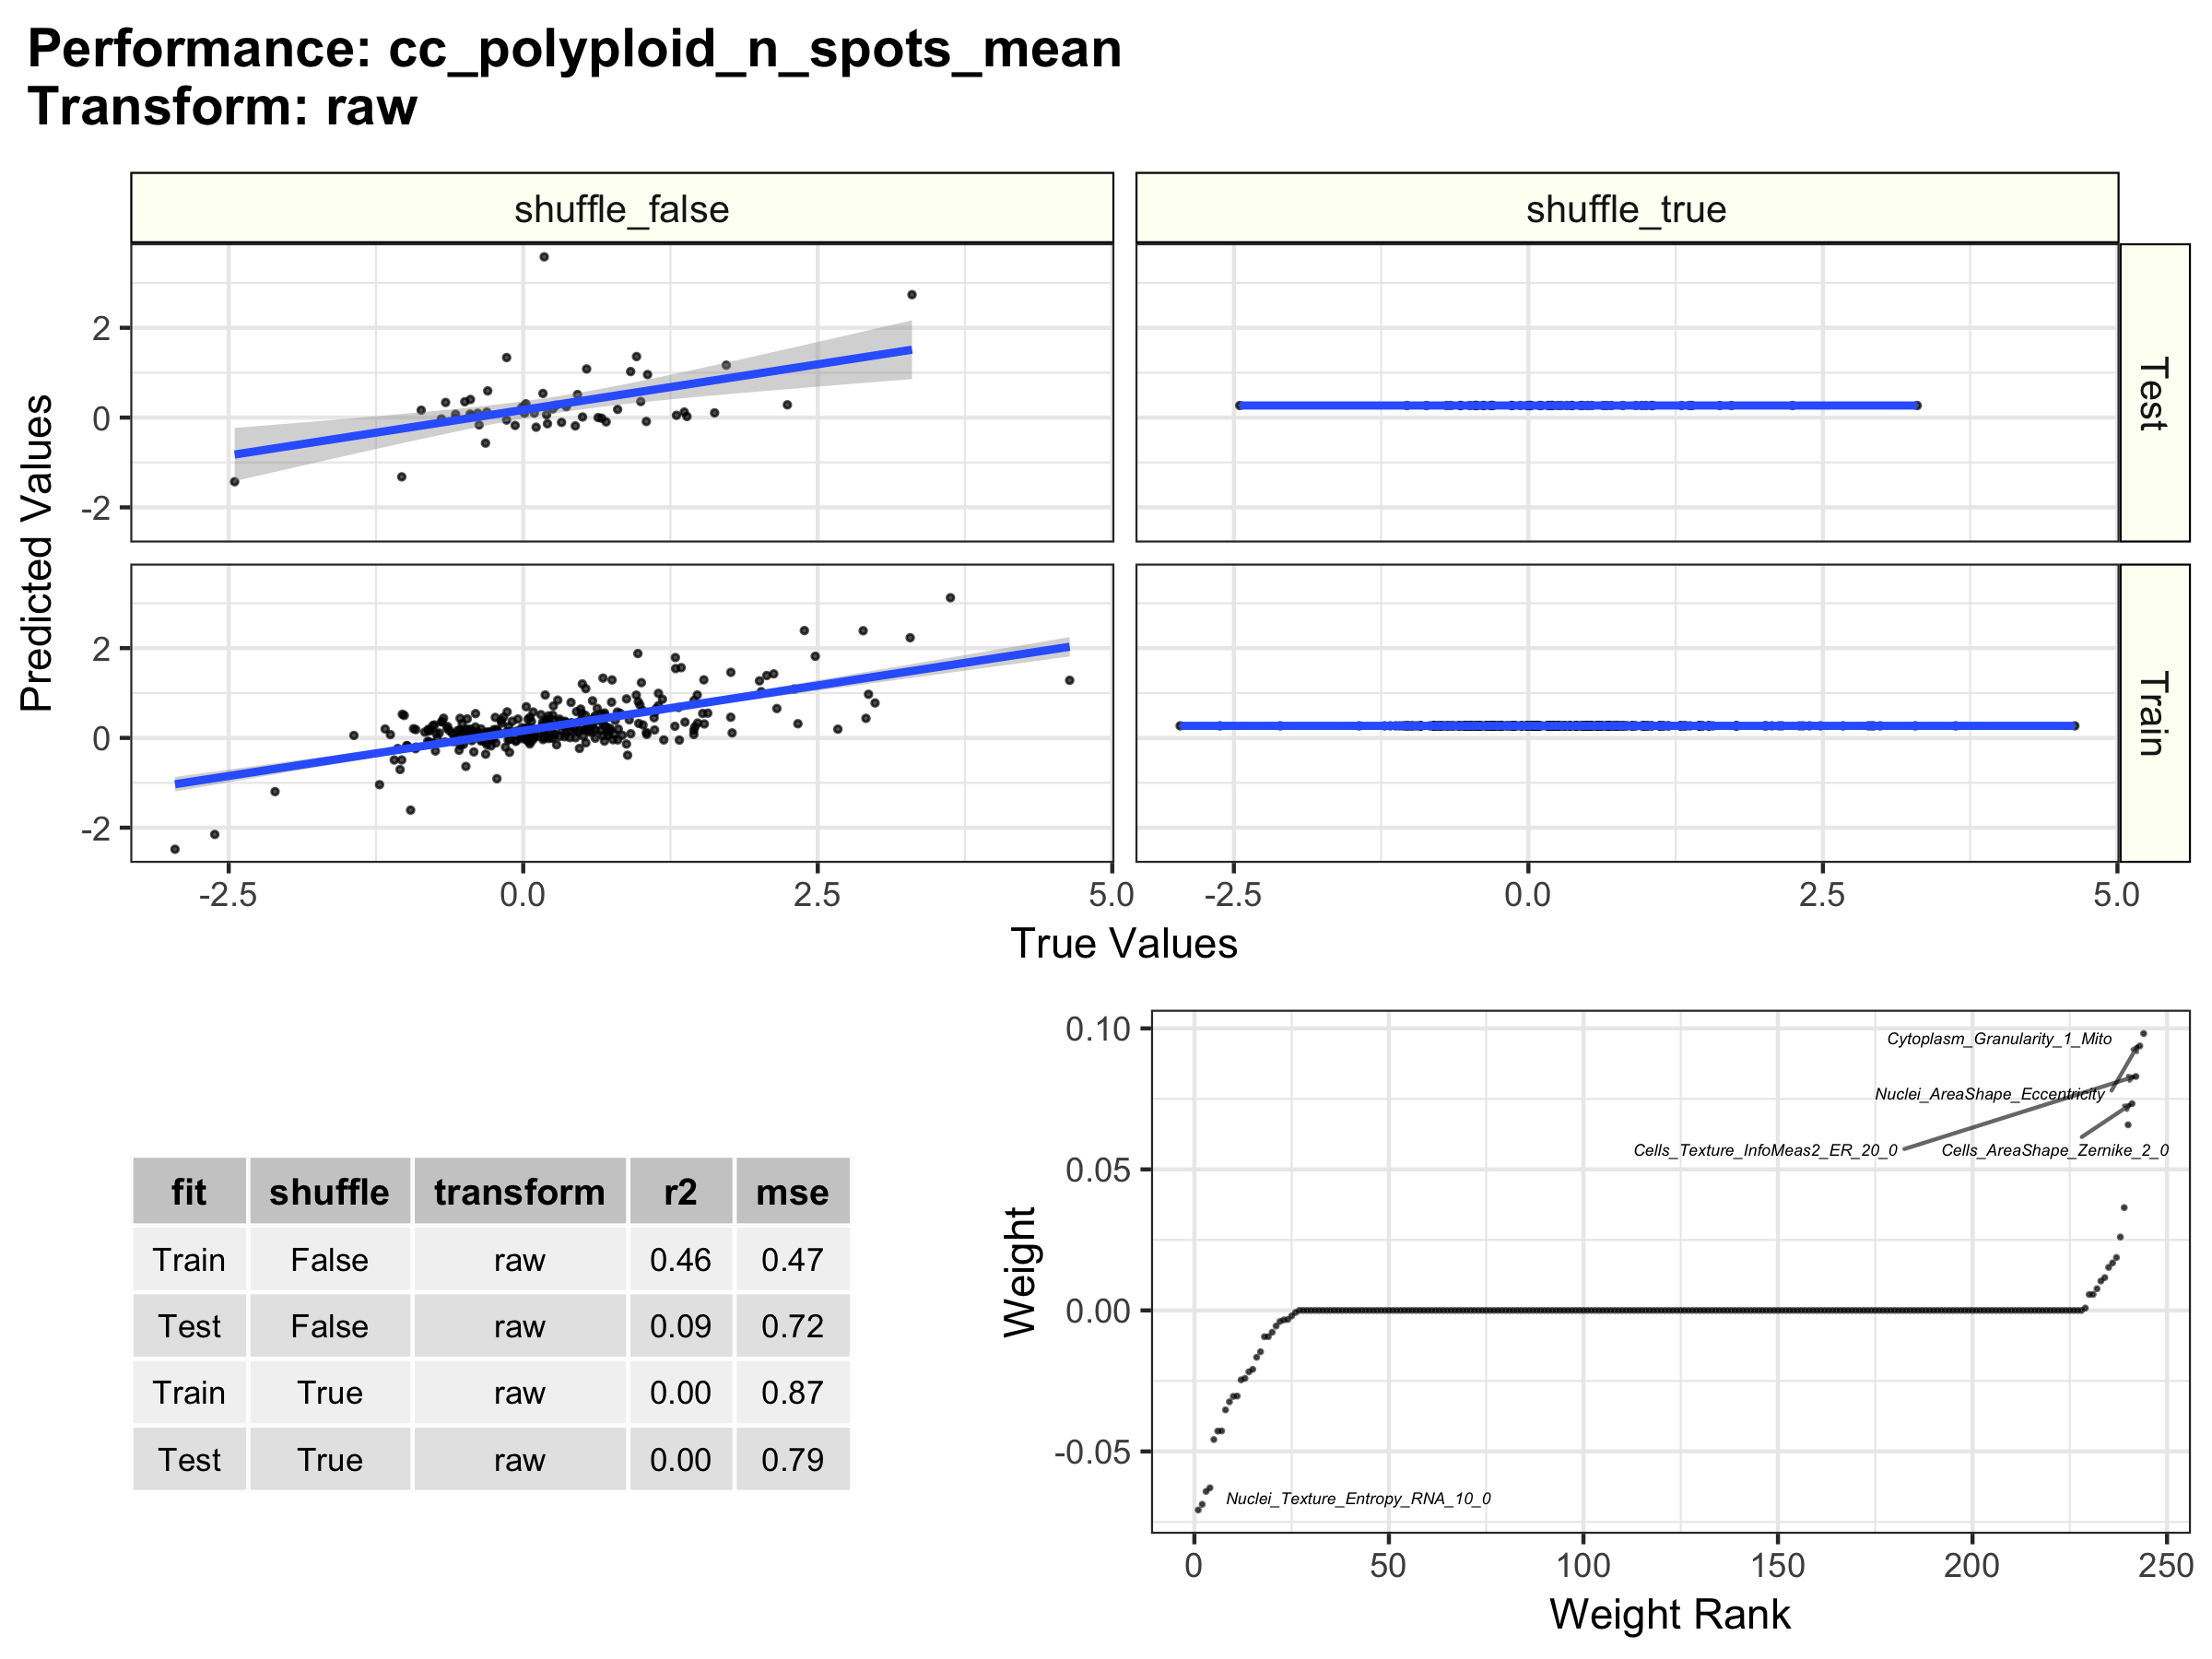 Performance: cc_polyploid_n_spots_mean
Transform: raw
shuffle_false
shuffle_true
2
0
-2
Test
Predicted Values
2
0
-2
Train
-2.5
0.0
2.5
5.0
-2.5
0.0
2.5
5.0
True Values
fit shuffle transform r2 mse
Train False raw 0.46 0.47
Test False raw 0.09 0.72
Train True raw 0.00 0.87
Test True raw 0.00 0.79
0.10
0.05
0.00
-0.05
Weight
Cytoplasm_Granularity_1_Mito
Nuclei_AreaShape_Eccentricity
Cells_Texture_InfoMeas2_ER_20_0
Cells_AreaShape_Zernike_2_0
Nuclei_Texture_Entropy_RNA_10_0
0
50
100
150
200
250
Weight Rank